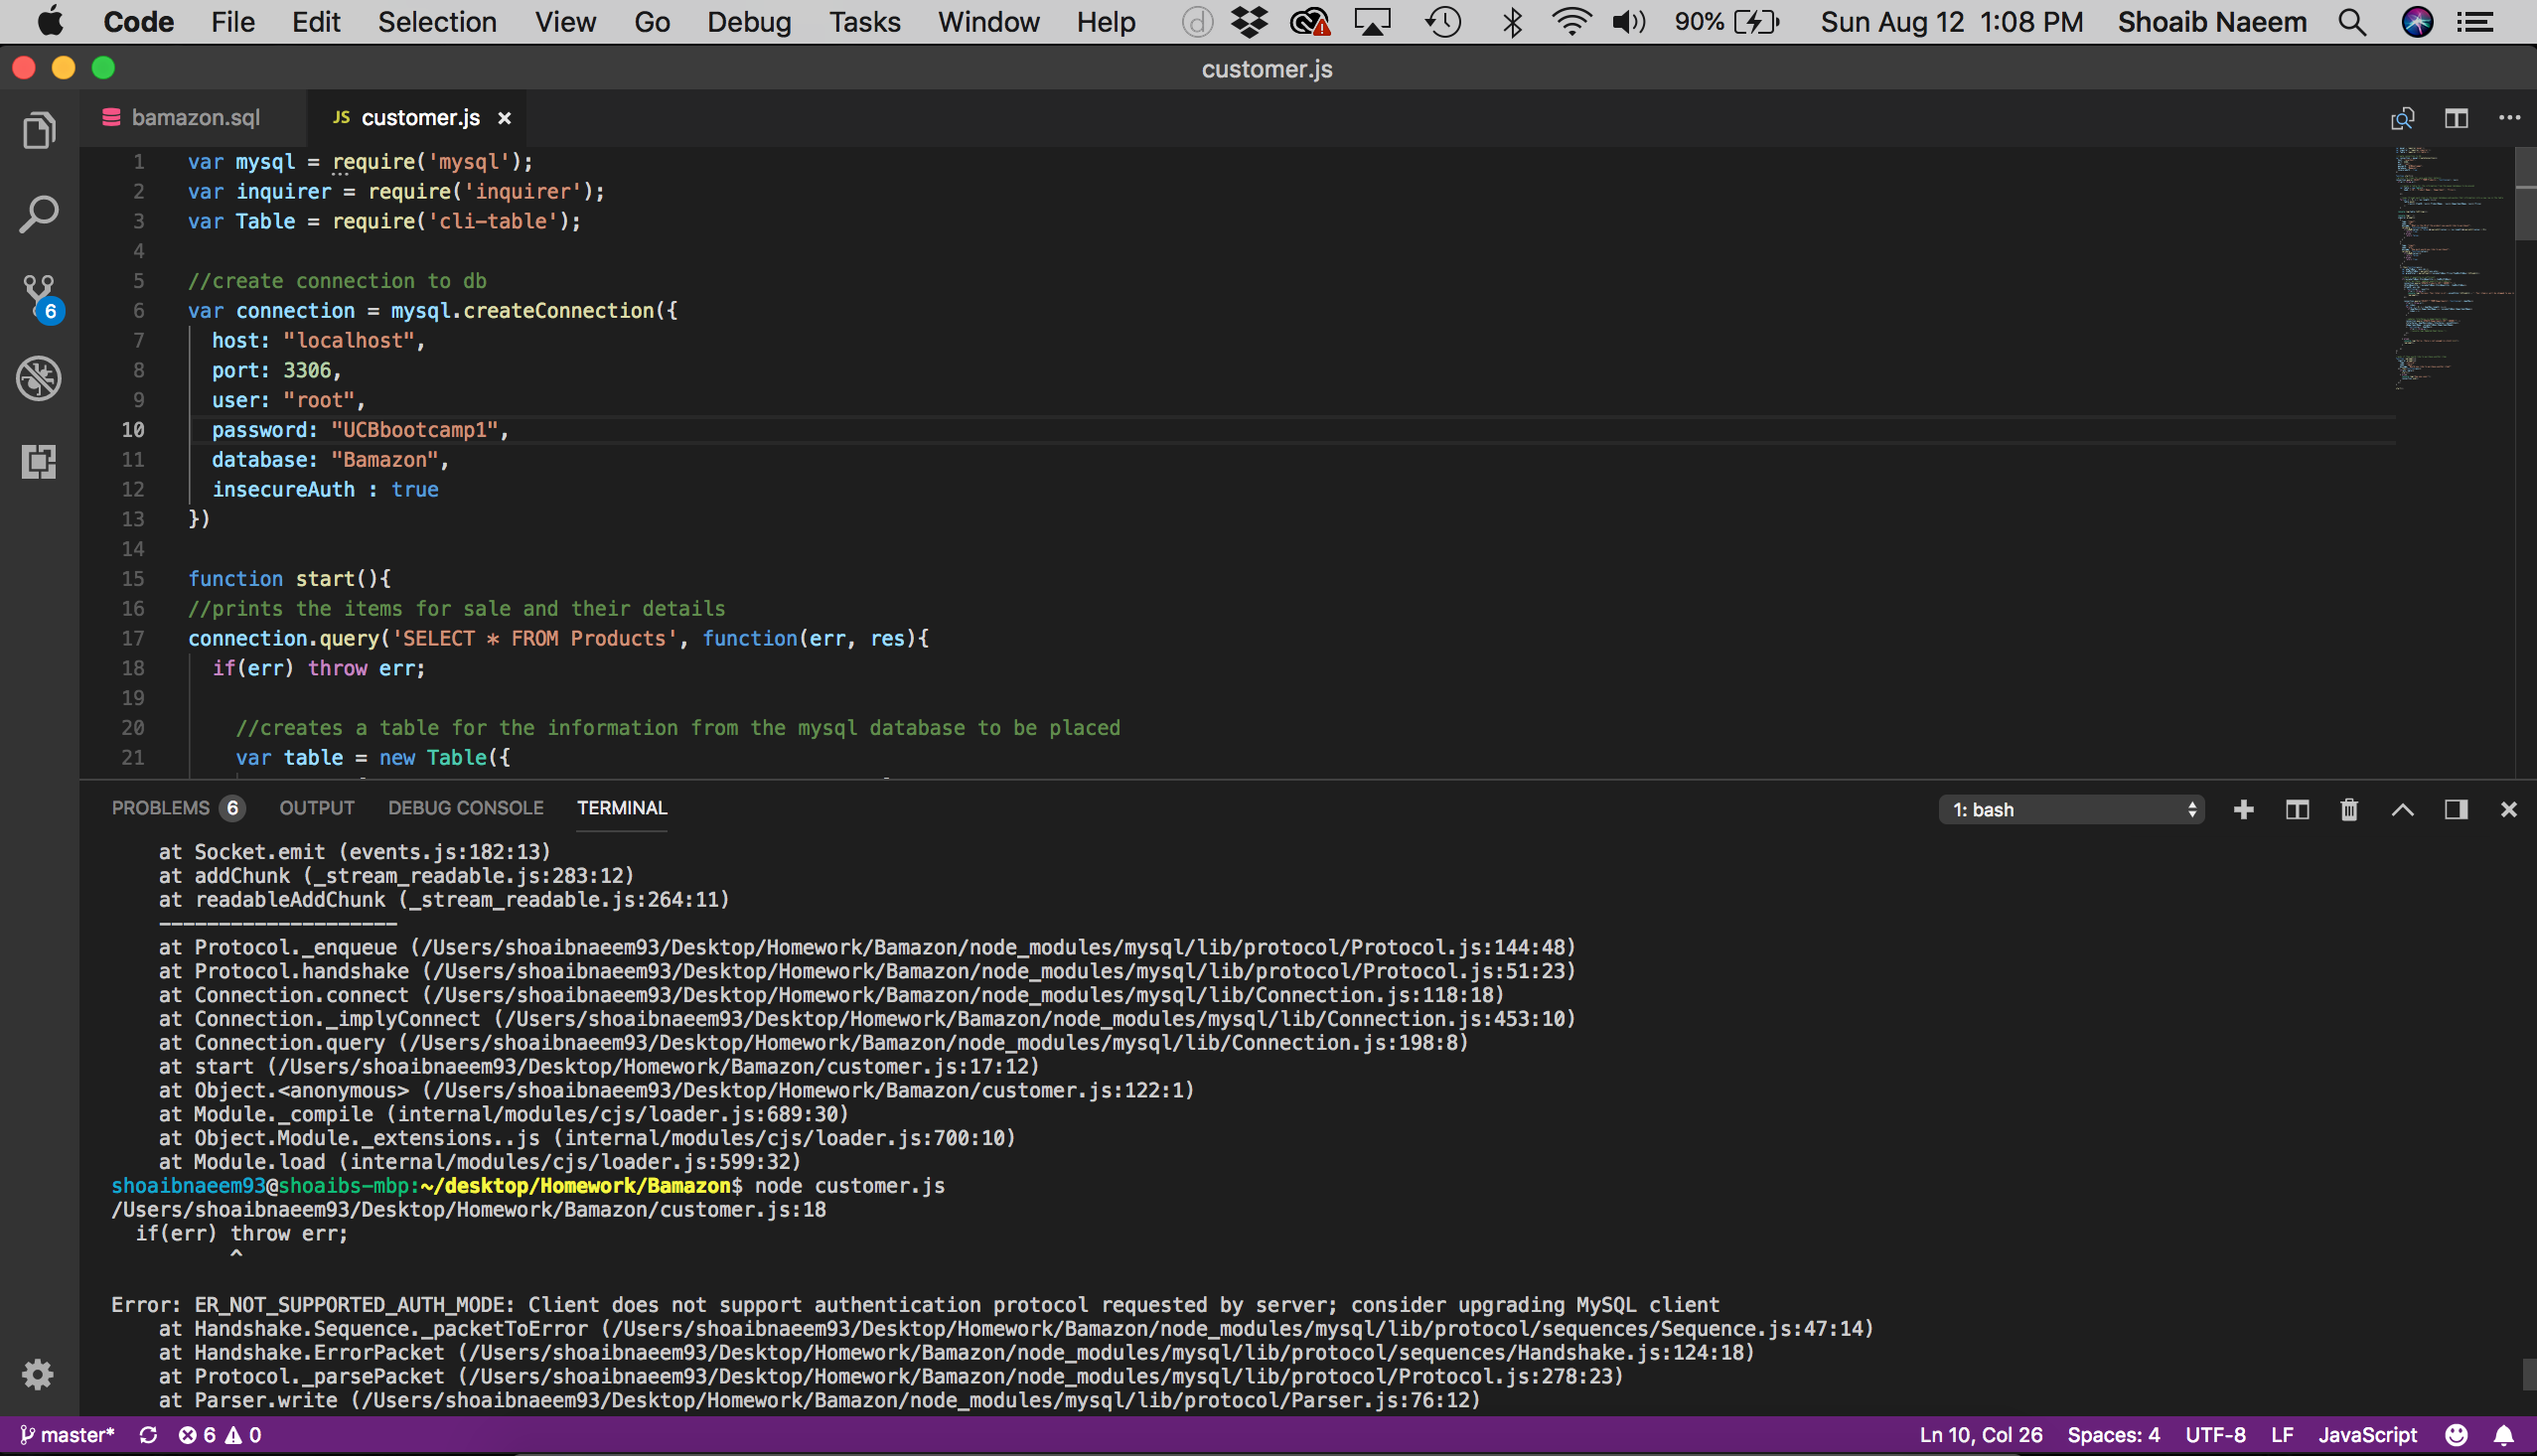 Code File Edit Selection View Go Debug Tasks Window Help 90% Sun Aug 12 1:08 PM Shoaib Naeem
customer.js
bamazon.sql JS customer.js
1 var mysql = require('mysql');
2 var inquirer = require('inquirer');
3 var Table = require('cli-table');
4
5 //create connection to db
6 var connection = mysql.createConnection({
7 host: "localhost",
8 port: 3306,
9 user: "root",
10 password: "UCBbootcamp1",
11 database: "Bamazon",
12 insecureAuth : true
13 })
14
15 function start(){
16 //prints the items for sale and their details
17 connection.query('SELECT * FROM Products', function(err, res){
18 if(err) throw err;
19
20 //creates a table for the information from the mysql database to be placed
21 var table = new Table({
6
PROBLEMS 6 OUTPUT DEBUG CONSOLE TERMINAL 1: bash
at Socket.emit (events.js:182:13)
at addChunk (_stream_readable.js:283:12)
at readableAddChunk (_stream_readable.js:264:11)
--------------------
at Protocol._enqueue (/Users/shoaibnaeem93/Desktop/Homework/Bamazon/node_modules/mysql/lib/protocol/Protocol.js:144:48)
at Protocol.handshake (/Users/shoaibnaeem93/Desktop/Homework/Bamazon/node_modules/mysql/lib/protocol/Protocol.js:51:23)
at Connection.connect (/Users/shoaibnaeem93/Desktop/Homework/Bamazon/node_modules/mysql/lib/Connection.js:118:18)
at Connection._implyConnect (/Users/shoaibnaeem93/Desktop/Homework/Bamazon/node_modules/mysql/lib/Connection.js:453:10)
at Connection.query (/Users/shoaibnaeem93/Desktop/Homework/Bamazon/node_modules/mysql/lib/Connection.js:198:8)
at start (/Users/shoaibnaeem93/Desktop/Homework/Bamazon/customer.js:17:12)
at Object.<anonymous> (/Users/shoaibnaeem93/Desktop/Homework/Bamazon/customer.js:122:1)
at Module._compile (internal/modules/cjs/loader.js:689:30)
at Object.Module._extensions..js (internal/modules/cjs/loader.js:700:10)
at Module.load (internal/modules/cjs/loader.js:599:32)
shoaibnaeem93@shoaibs-mbp:~/desktop/Homework/Bamazon$ node customer.js
/Users/shoaibnaeem93/Desktop/Homework/Bamazon/customer.js:18
if(err) throw err;
^
Error: ER_NOT_SUPPORTED_AUTH_MODE: Client does not support authentication protocol requested by server; consider upgrading MySQL client
at Handshake.Sequence._packetToError (/Users/shoaibnaeem93/Desktop/Homework/Bamazon/node_modules/mysql/lib/protocol/sequences/Sequence.js:47:14)
at Handshake.ErrorPacket (/Users/shoaibnaeem93/Desktop/Homework/Bamazon/node_modules/mysql/lib/protocol/sequences/Handshake.js:124:18)
at Protocol._parsePacket (/Users/shoaibnaeem93/Desktop/Homework/Bamazon/node_modules/mysql/lib/protocol/Protocol.js:278:23)
at Parser.write (/Users/shoaibnaeem93/Desktop/Homework/Bamazon/node_modules/mysql/lib/protocol/Parser.js:76:12)
master* 6 0 Ln 10, Col 26 Spaces: 4 UTF-8 LF JavaScript